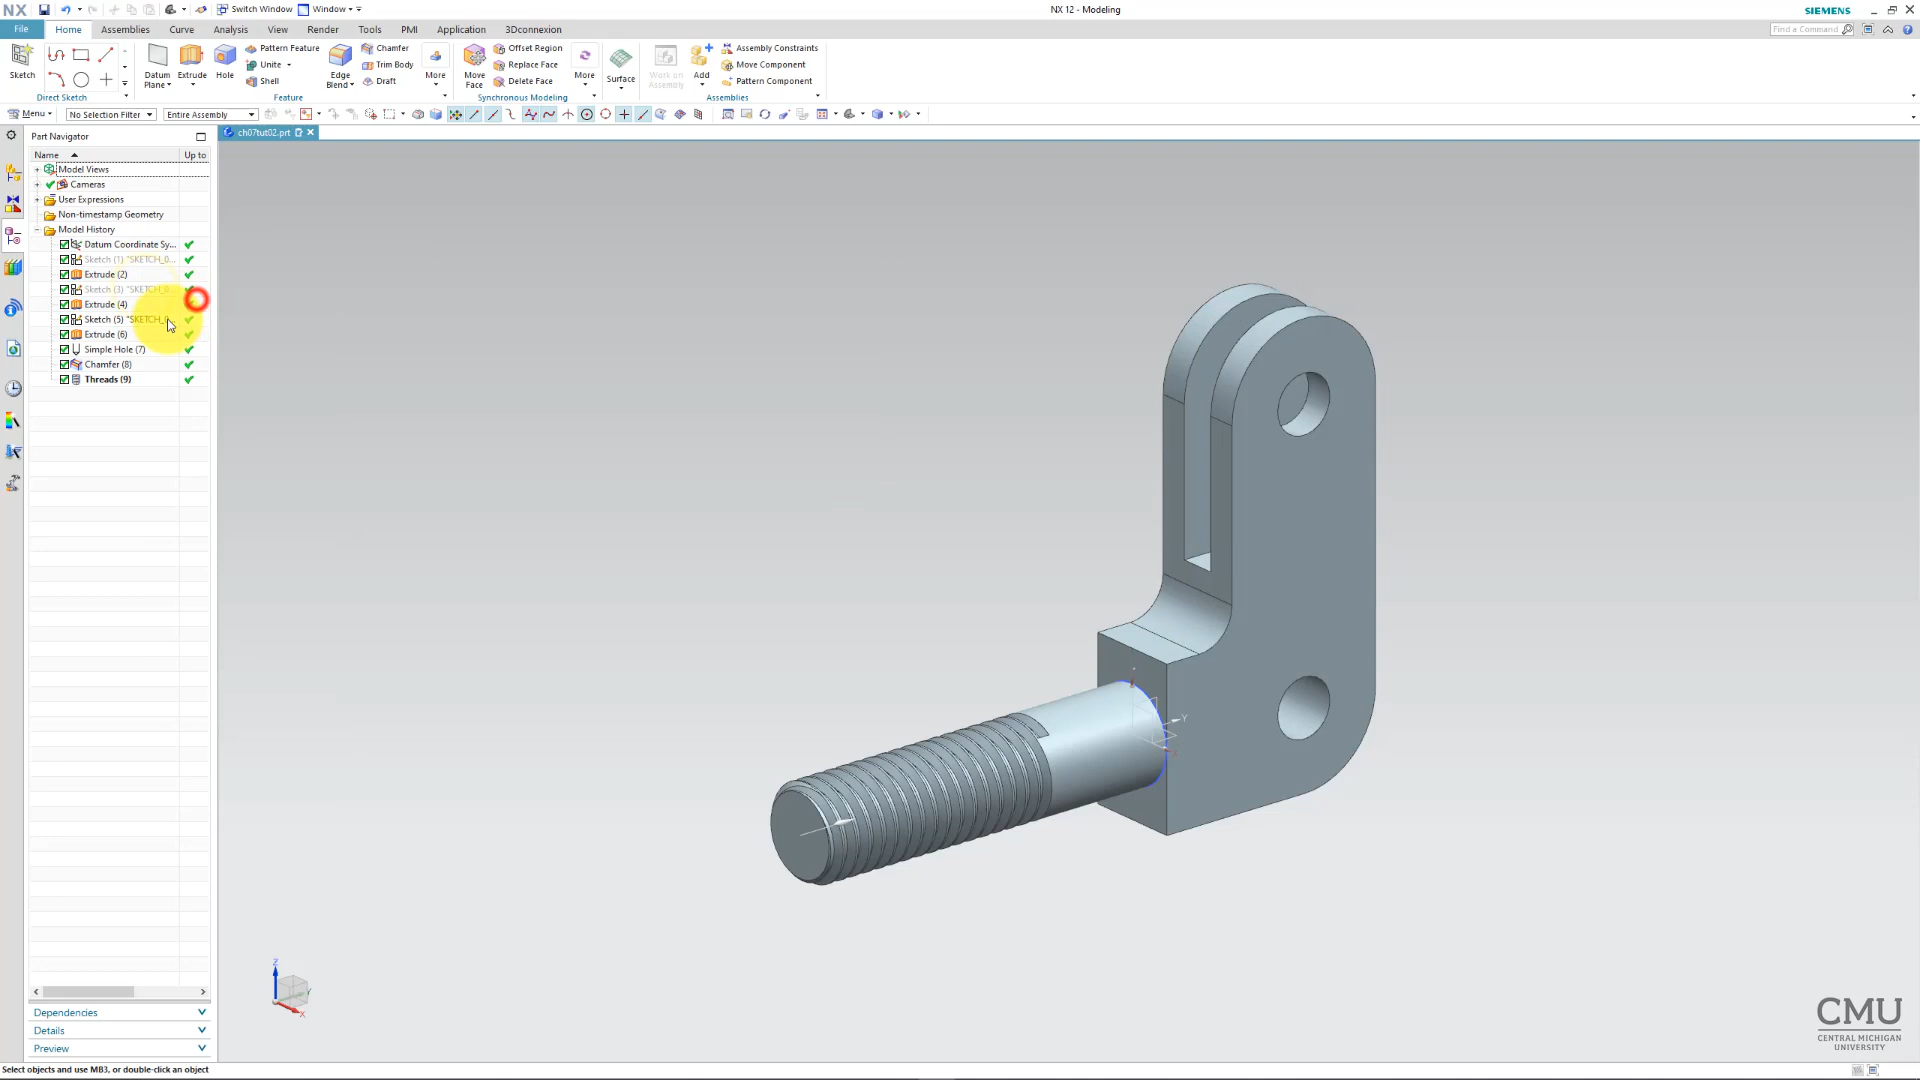 NX
Switch Window
Window
NX 12 - Modeling
SIEMENS
File
Home
Assemblies
Curve
Analysis
View
Render
Tools
PMI
Application
3Dconnexion
Find a Command
Sketch
Direct Sketch
Datum Plane
Extrude
Hole
Pattern Feature
Unite
Shell
Edge Blend
Chamfer
Trim Body
Draft
More
Feature
Move Face
Offset Region
Replace Face
Delete Face
More
Synchronous Modeling
Surface
Work on Assembly
Add
Assembly Constraints
Move Component
Pattern Component
Assemblies
Menu
No Selection Filter
Entire Assembly
Part Navigator
ch07tut02.prt
Name
Up to
Model Views
Cameras
User Expressions
Non-timestamp Geometry
Model History
Datum Coordinate Sy...
Sketch (1) "SKETCH_0...
Extrude (2)
Sketch (3) "SKETCH_0...
Extrude (4)
Sketch (5) "SKETCH_0...
Extrude (6)
Simple Hole (7)
Chamfer (8)
Threads (9)
Y
X
Z
Y
X
Dependencies
Details
Preview
CMU
CENTRAL MICHIGAN
UNIVERSITY
Select objects and use MB3, or double-click an object